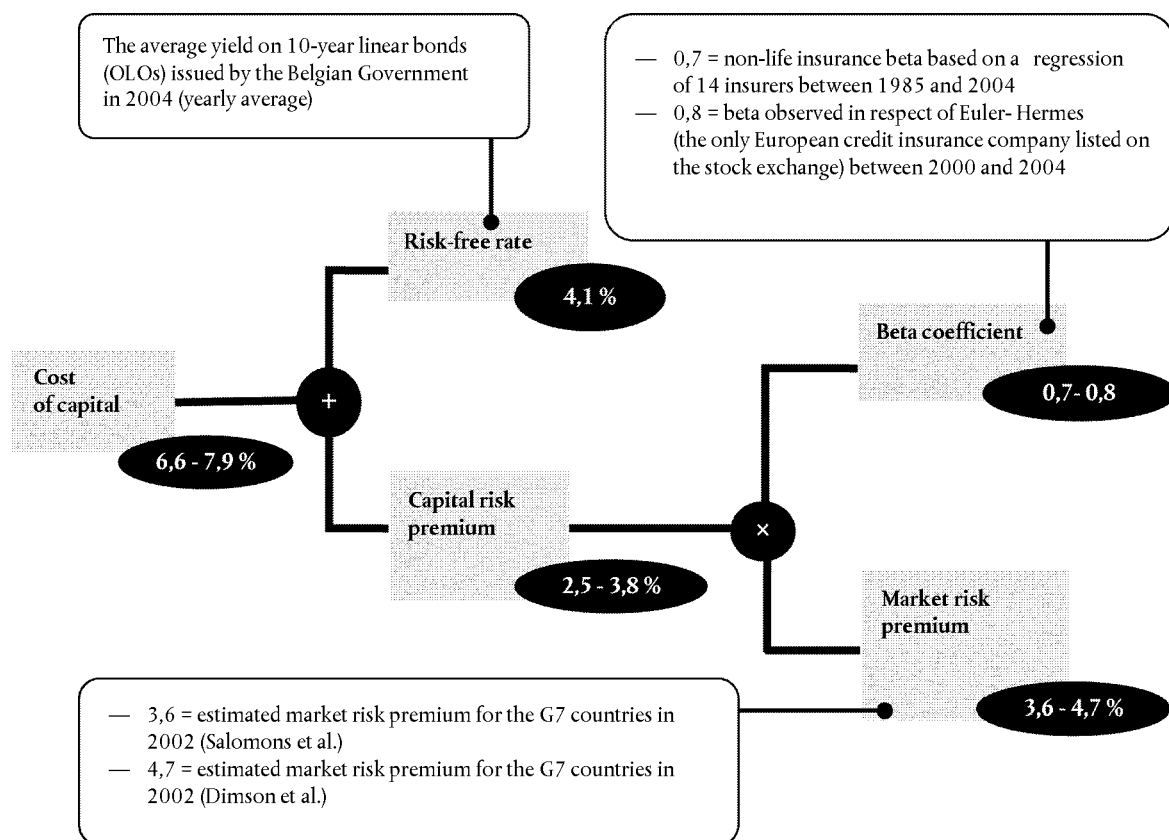 The average yield on 10-year linear bonds
(OLOs) issued by the Belgian Government
in 2004 (yearly average)
— 0,7 = non-life insurance beta based on a regression
of 14 insurers between 1985 and 2004
— 0,8 = beta observed in respect of Euler-Hermes
(the only European credit insurance company listed on
the stock exchange) between 2000 and 2004
Risk-free rate
4,1 %
Beta coefficient
0,7- 0,8
Cost
of capital
+
6,6 - 7,9 %
Capital risk
premium
×
2,5 - 3,8 %
Market risk
premium
3,6 - 4,7 %
— 3,6 = estimated market risk premium for the G7 countries in
2002 (Salomons et al.)
— 4,7 = estimated market risk premium for the G7 countries in
2002 (Dimson et al.)